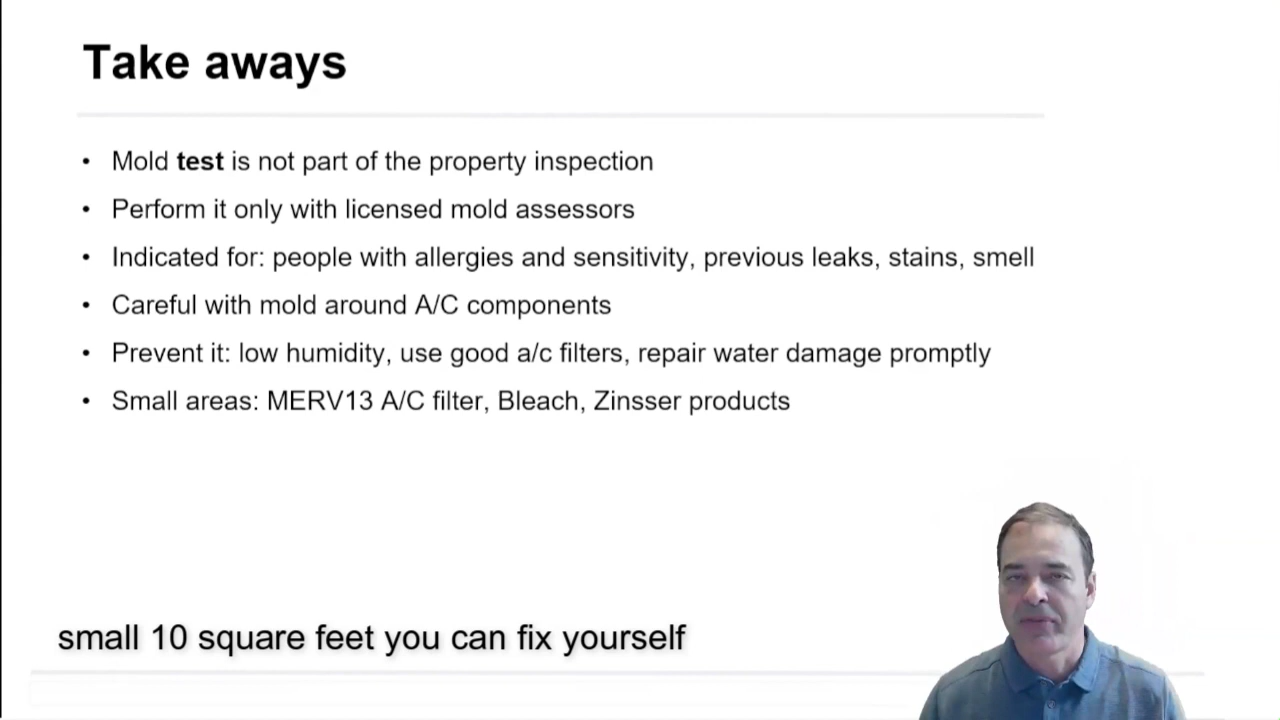 Take aways
• Mold test is not part of the property inspection
• Perform it only with licensed mold assessors
• Indicated for: people with allergies and sensitivity, previous leaks, stains, smell
• Careful with mold around A/C components
• Prevent it: low humidity, use good a/c filters, repair water damage promptly
• Small areas: MERV13 A/C filter, Bleach, Zinsser products
small 10 square feet you can fix yourself